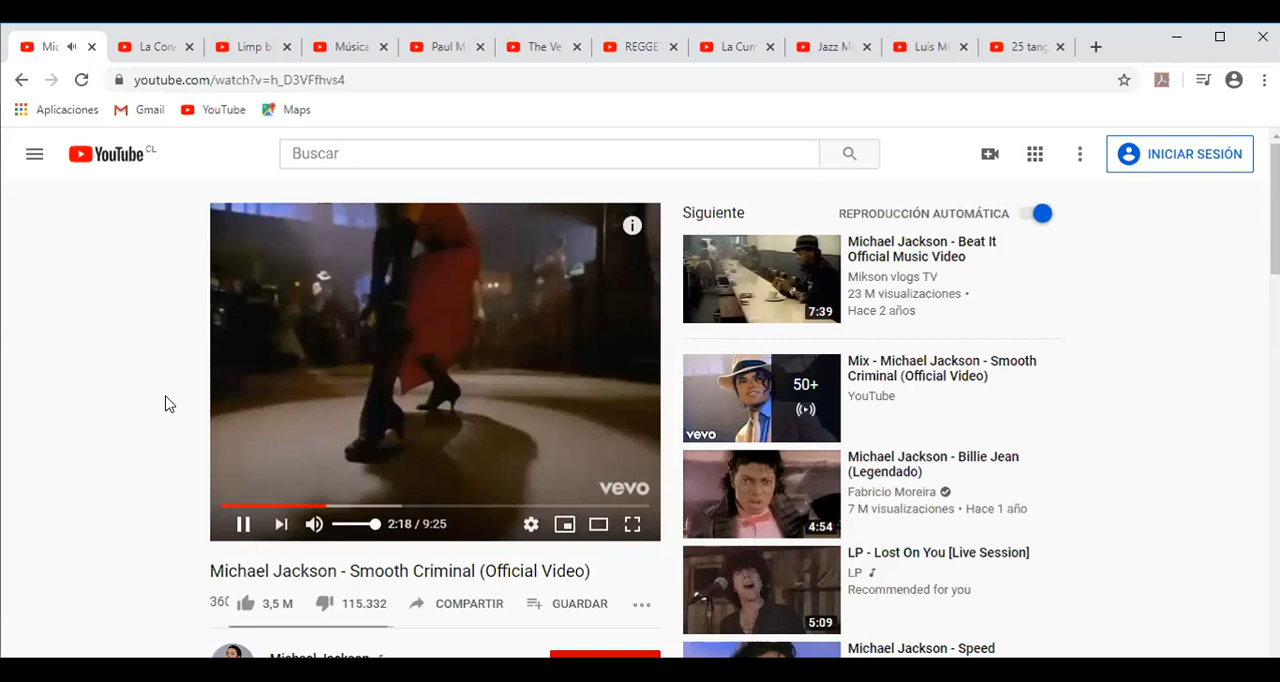 Mic
La Con
Limp b
Música
Paul M
The Ve
REGGE
La Cum
Jazz M
Luis Mi
25 tang
youtube.com/watch?v=h_D3VFfhvs4
Aplicaciones
Gmail
YouTube
Maps
YouTube CL
Buscar
INICIAR SESIÓN
vevo
2:18 / 9:25
Michael Jackson - Smooth Criminal (Official Video)
3,5 M
115.332
COMPARTIR
GUARDAR
Michael Jackson
Siguiente
REPRODUCCIÓN AUTOMÁTICA
7:39
Michael Jackson - Beat It
Official Music Video
Mikson vlogs TV
23 M visualizaciones •
Hace 2 años
50+
vevo
Mix - Michael Jackson - Smooth
Criminal (Official Video)
YouTube
4:54
Michael Jackson - Billie Jean
(Legendado)
Fabricio Moreira
7 M visualizaciones • Hace 1 año
5:09
LP - Lost On You [Live Session]
LP
Recommended for you
Michael Jackson - Speed